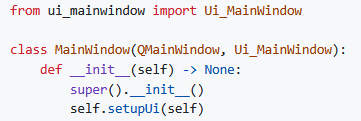 from ui_mainwindow import Ui_MainWindow
class MainWindow(QMainWindow, Ui_MainWindow):
    def __init__(self) -> None:
        super().__init__()
        self.setupUi(self)